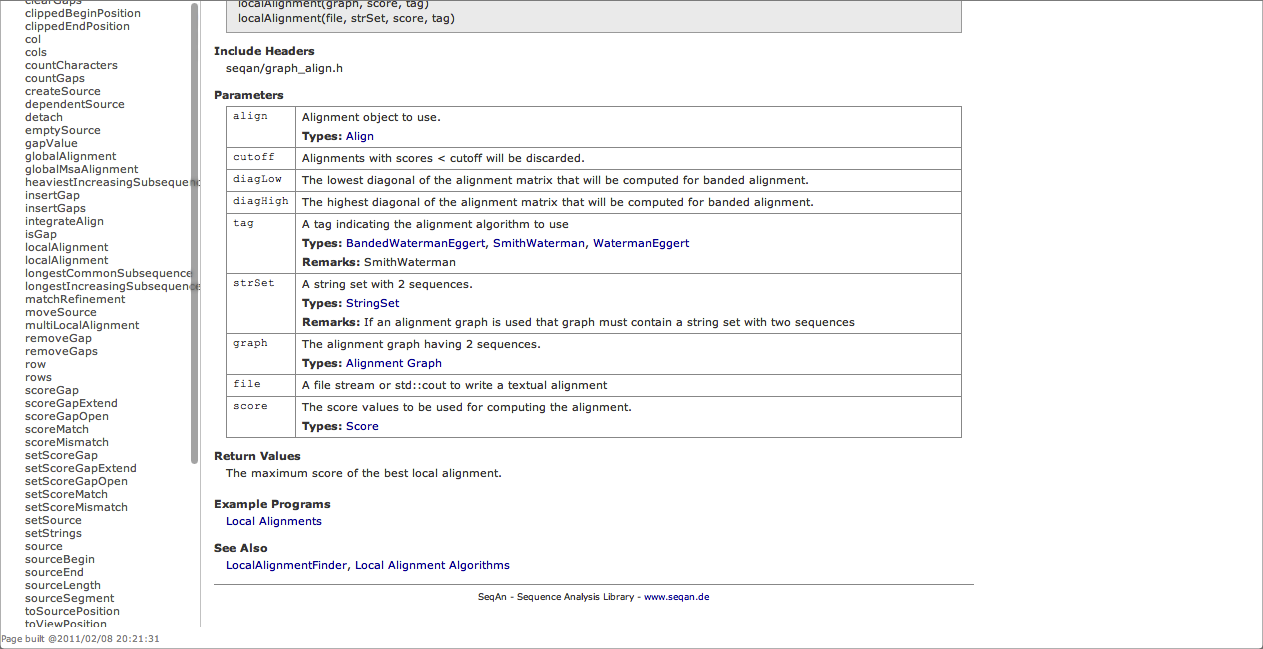 clearGaps
clippedBeginPosition
clippedEndPosition
col
cols
countCharacters
countGaps
createSource
dependentSource
detach
emptySource
gapValue
globalAlignment
globalMsaAlignment
heaviestIncreasingSubsequenc
insertGap
insertGaps
integrateAlign
isGap
localAlignment
localAlignment
longestCommonSubsequence
longestIncreasingSubsequence
matchRefinement
moveSource
multiLocalAlignment
removeGap
removeGaps
row
rows
scoreGap
scoreGapExtend
scoreGapOpen
scoreMatch
scoreMismatch
setScoreGap
setScoreGapExtend
setScoreGapOpen
setScoreMatch
setScoreMismatch
setSource
setStrings
source
sourceBegin
sourceEnd
sourceLength
sourceSegment
toSourcePosition
toViewPosition
Page built @2011/02/08 20:21:31
localAlignment(graph, score, tag)
localAlignment(file, strSet, score, tag)
Include Headers
seqan/graph_align.h
Parameters
align Alignment object to use.
Types: Align
cutoff Alignments with scores < cutoff will be discarded.
diagLow The lowest diagonal of the alignment matrix that will be computed for banded alignment.
diagHigh The highest diagonal of the alignment matrix that will be computed for banded alignment.
tag A tag indicating the alignment algorithm to use
Types: BandedWatermanEggert, SmithWaterman, WatermanEggert
Remarks: SmithWaterman
strSet A string set with 2 sequences.
Types: StringSet
Remarks: If an alignment graph is used that graph must contain a string set with two sequences
graph The alignment graph having 2 sequences.
Types: Alignment Graph
file A file stream or std::cout to write a textual alignment
score The score values to be used for computing the alignment.
Types: Score
Return Values
The maximum score of the best local alignment.
Example Programs
Local Alignments
See Also
LocalAlignmentFinder, Local Alignment Algorithms
SeqAn - Sequence Analysis Library - www.seqan.de